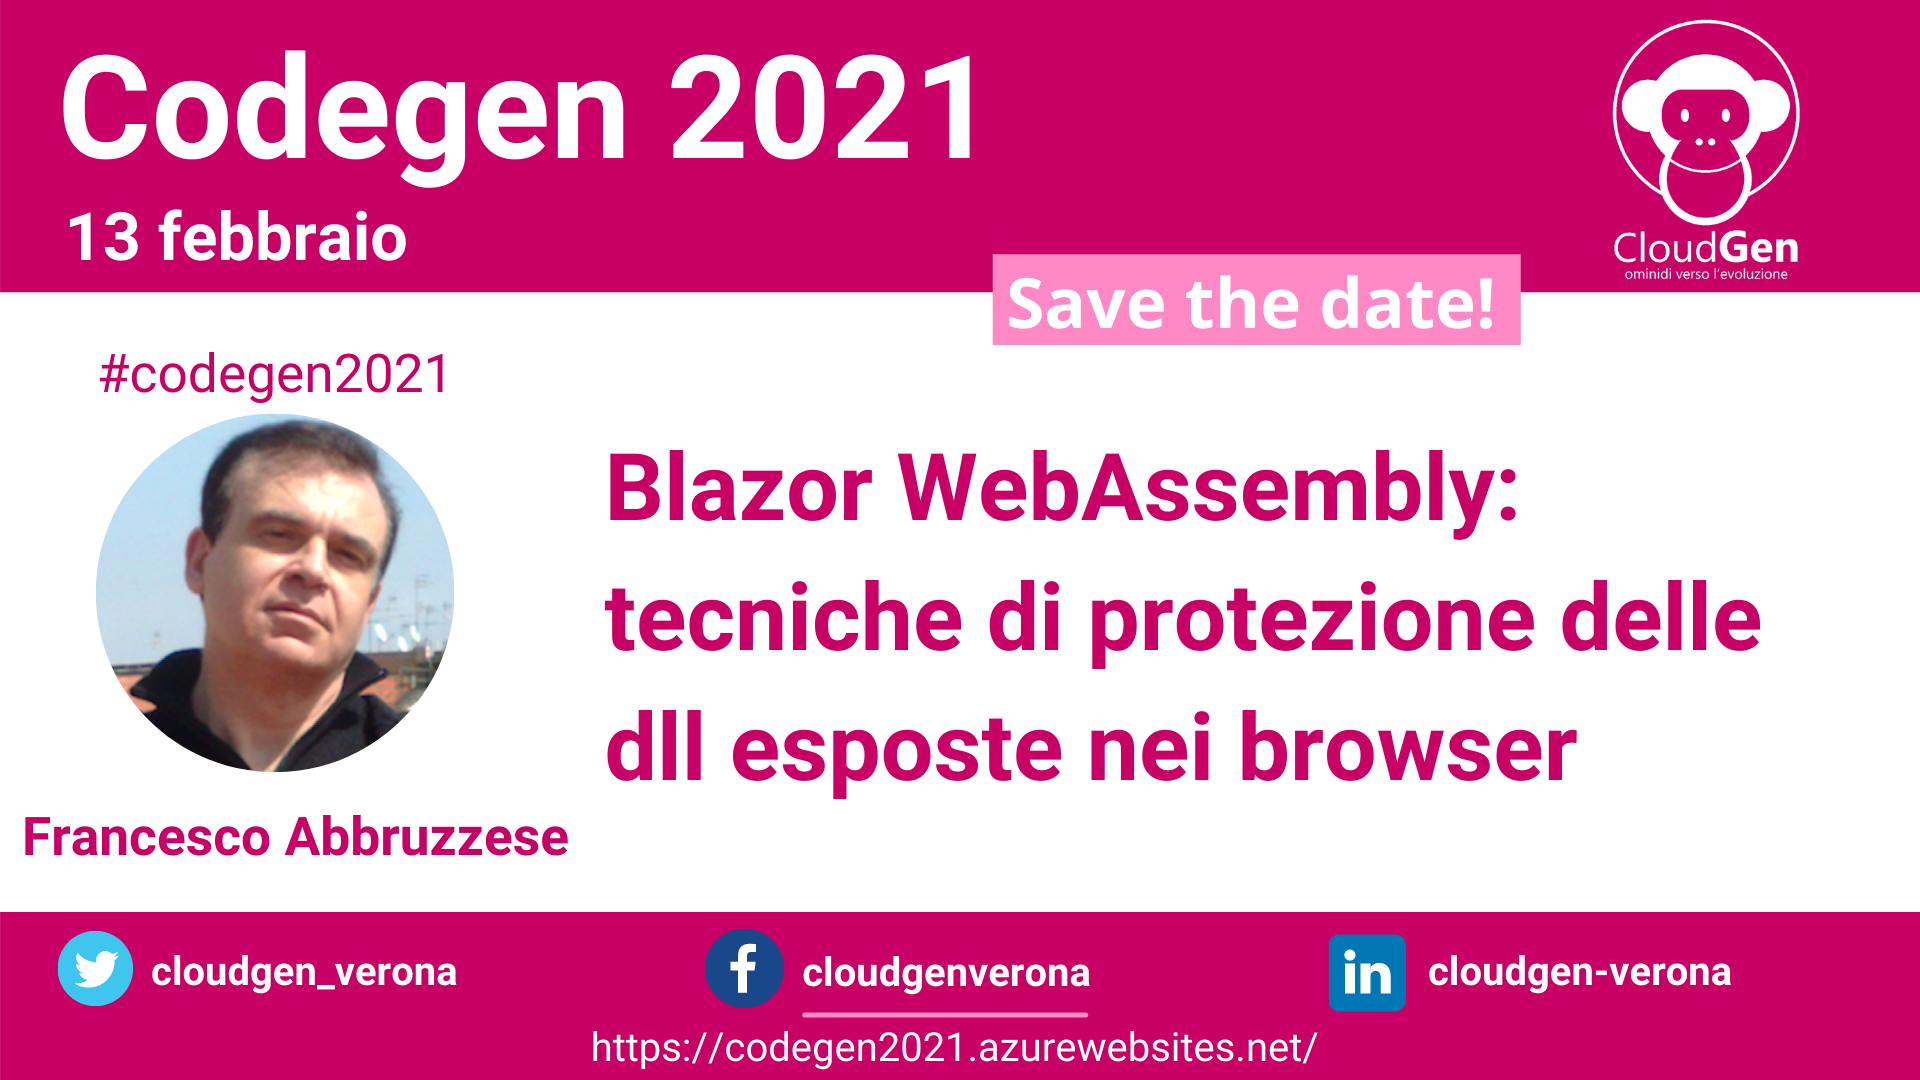 Codegen 2021
13 febbraio
CloudGen
ominidi verso l'evoluzione
Save the date!
#codegen2021
Blazor WebAssembly:
tecniche di protezione delle
dll esposte nei browser
Francesco Abbruzzese
cloudgen_verona
cloudgenverona
cloudgen-verona
https://codegen2021.azurewebsites.net/